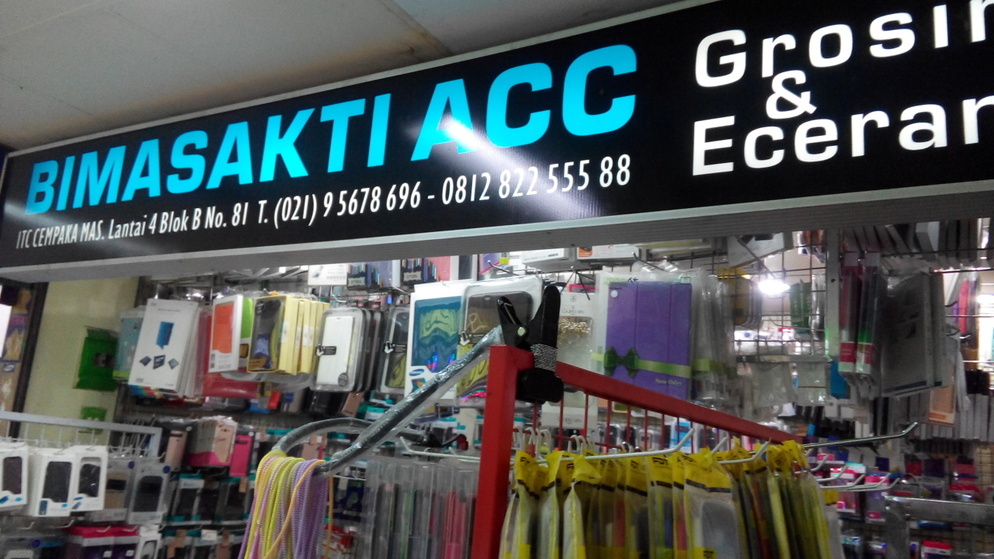 BIMASAKTI ACC
ITC CEMPAKA MAS. Lantai 4 Blok B No. 81 T. (021) 9 5678 696 - 0812 822 555 88
Grosir
&
Eceran